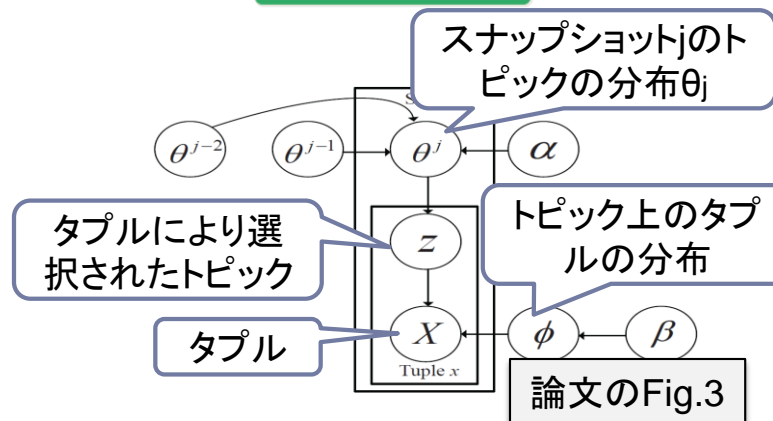 スナップショットjのト
ピックの分布θj
θ^{j-2}
θ^{j-1}
θ^j
α
タプルにより選
択されたトピック
z
トピック上のタプ
ルの分布
タプル
X
φ
β
Tuple x
論文のFig.3